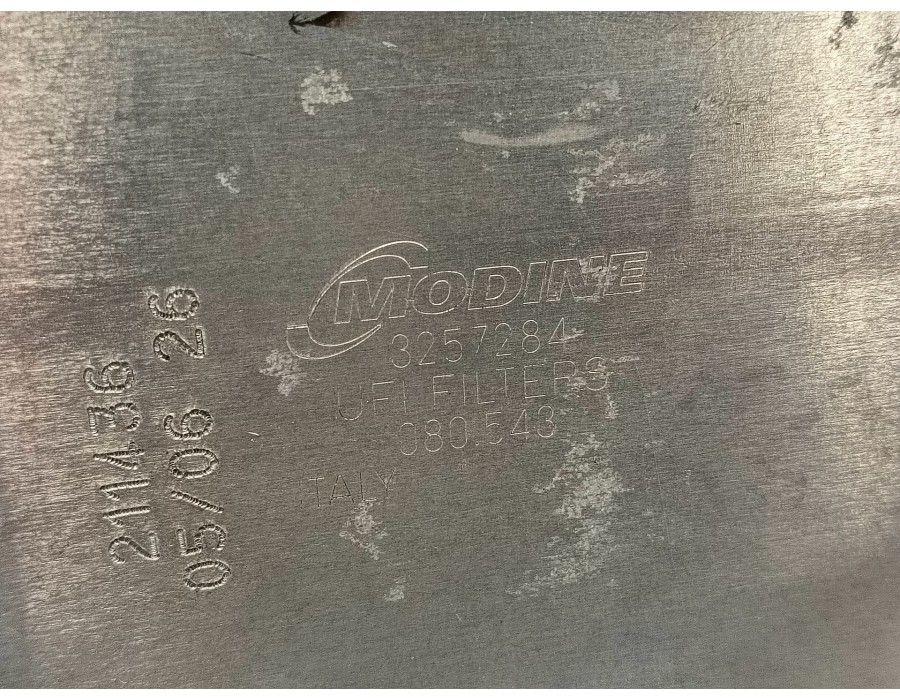 MODINE
3257284
UFI FILTERS
080.543
ITALY
211436
05/06 26